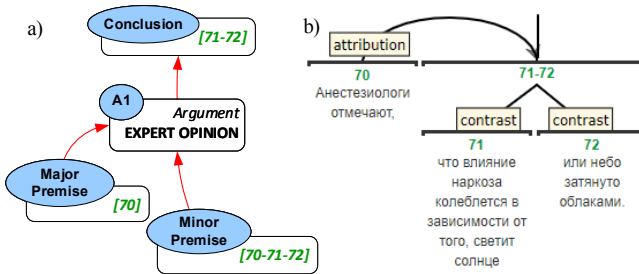 a)
Conclusion
[71-72]
A1
Argument
EXPERT OPINION
Major
Premise
[70]
Minor
Premise
[70-71-72]
b)
attribution
70
Анестезиологи
отмечают,
71-72
contrast
71
что влияние
наркоза
колеблется в
зависимости от
того, светит
солнце
contrast
72
или небо
затянуто
облаками.